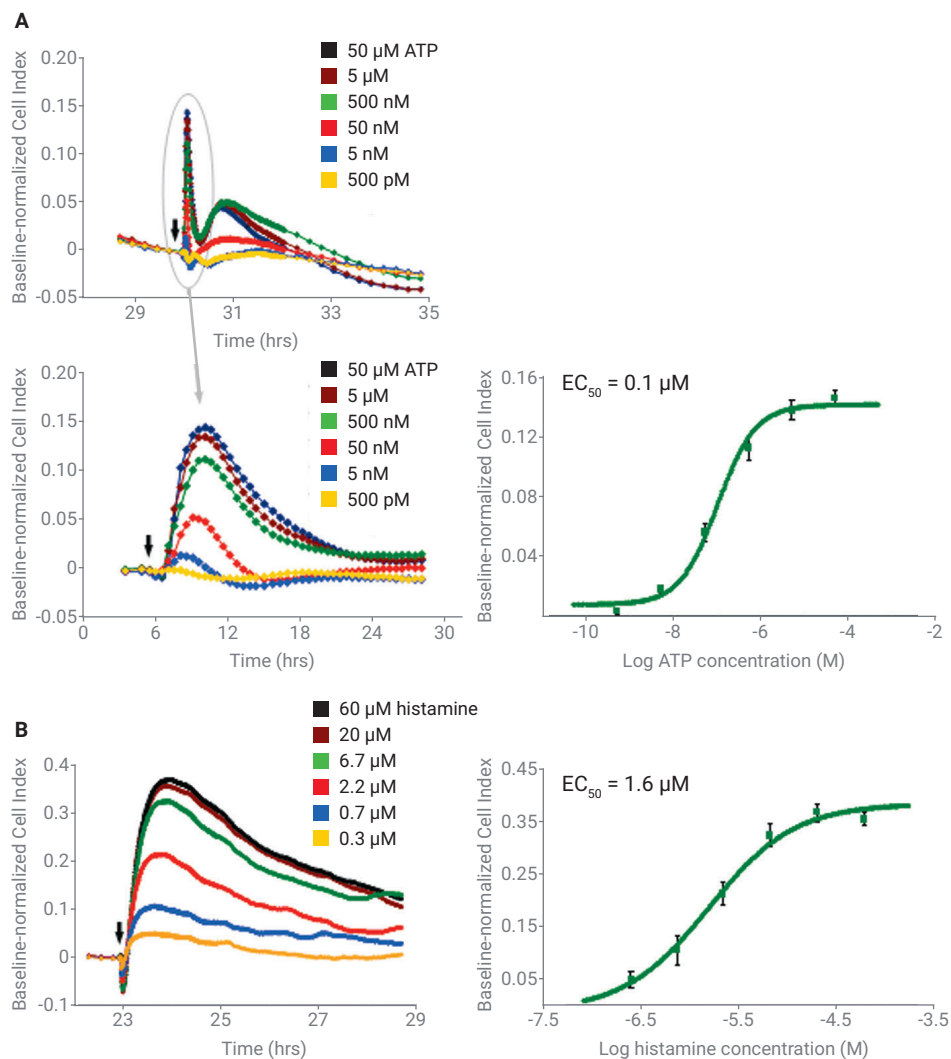 A
Baseline-normalized Cell Index
0.20
0.15
0.10
0.05
0
-0.05
50 µM ATP
5 µM
500 nM
50 nM
5 nM
500 pM
29
31
33
35
Time (hrs)
Baseline-normalized Cell Index
0.20
0.15
0.10
0.05
0
-0.05
50 µM ATP
5 µM
500 nM
50 nM
5 nM
500 pM
0
6
12
18
24
30
Time (hrs)
Baseline-normalized Cell Index
0.16
0.12
0.08
0.04
EC50 = 0.1 µM
-10
-8
-6
-4
-2
Log ATP concentration (M)
B
Baseline-normalized Cell Index
0.4
0.3
0.2
0.1
0
-0.1
60 µM histamine
20 µM
6.7 µM
2.2 µM
0.7 µM
0.3 µM
23
25
27
29
Time (hrs)
Baseline-normalized Cell Index
0.45
0.35
0.25
0.15
0.05
EC50 = 1.6 µM
-7.5
-6.5
-5.5
-4.5
-3.5
Log histamine concentration (M)